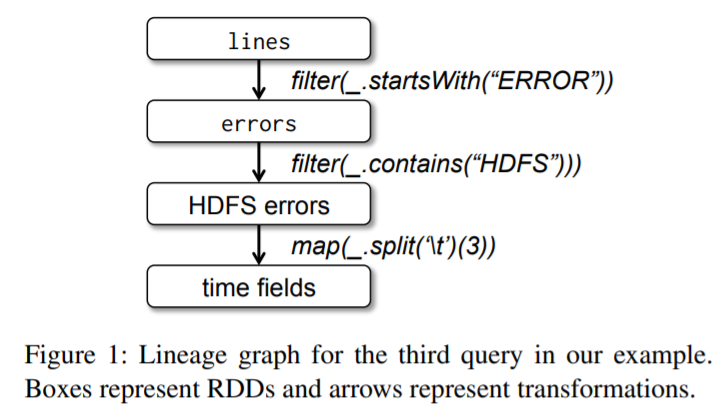 lines
filter(_.startsWith(“ERROR”))
errors
filter(_.contains(“HDFS”)))
HDFS errors
map(_.split(‘\t’)(3))
time fields
Figure 1: Lineage graph for the third query in our example.
Boxes represent RDDs and arrows represent transformations.